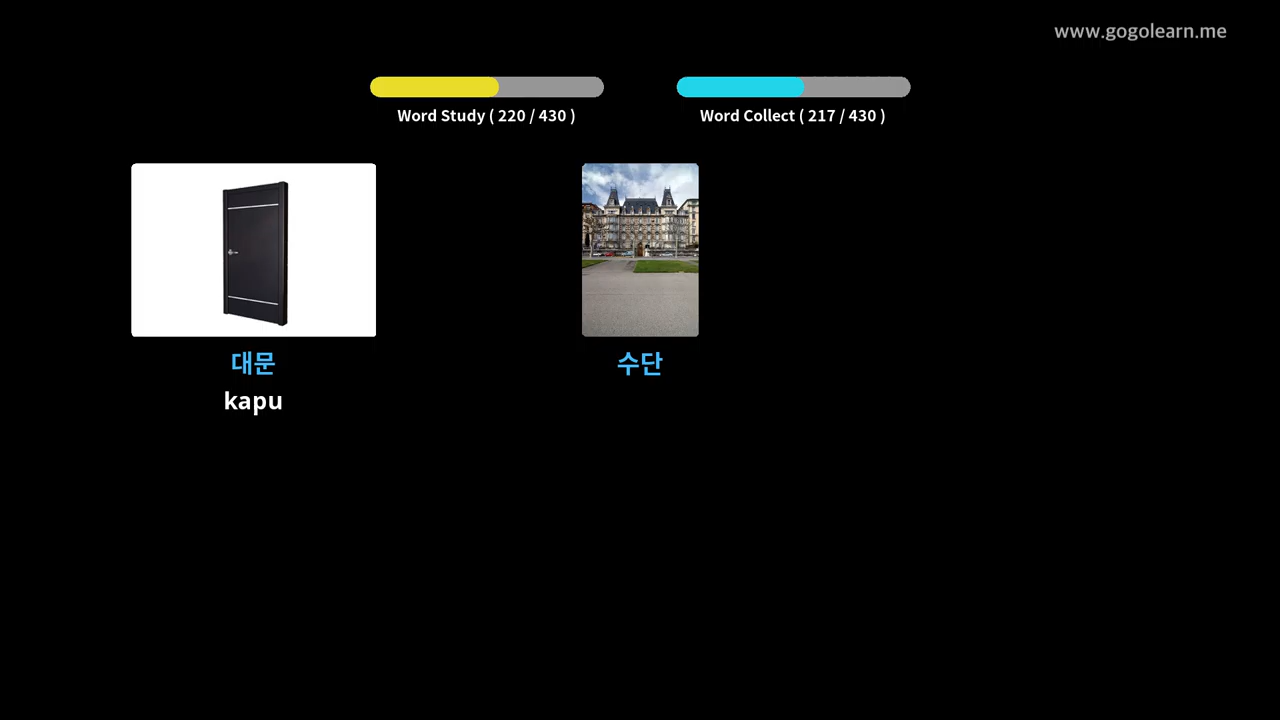 www.gogolearn.me
Word Study ( 220 / 430 )
Word Collect ( 217 / 430 )
대문
수단
kapu